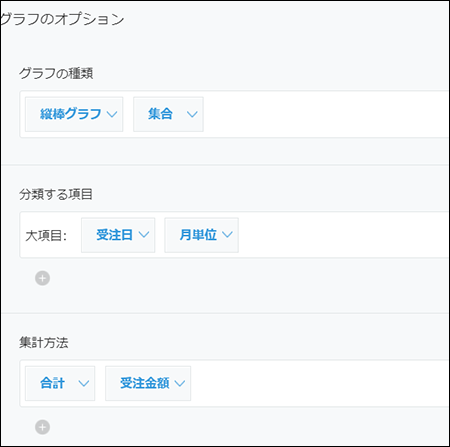 グラフのオプション
グラフの種類
縦棒グラフ 集合
分類する項目
大項目: 受注日 月単位
集計方法
合計 受注金額